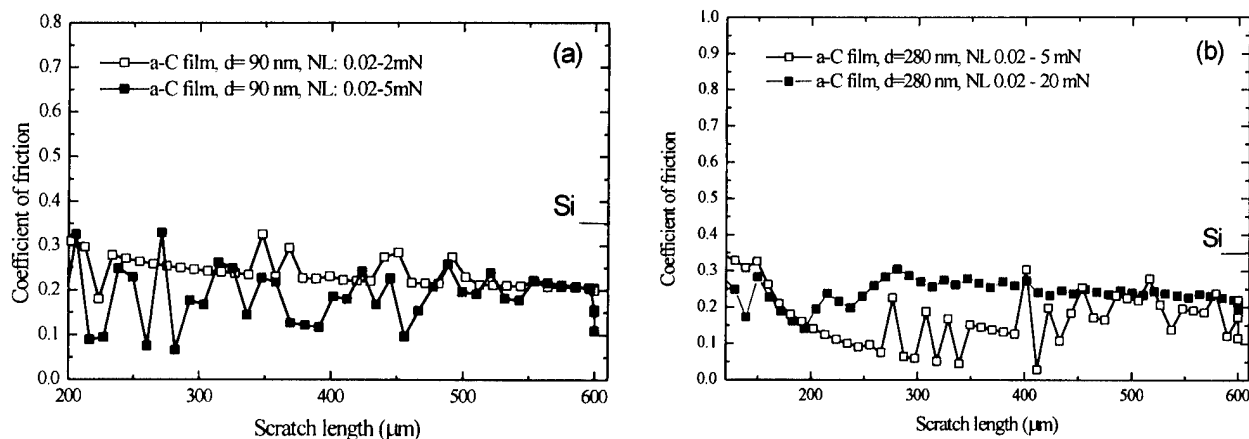 (a)
a-C film, d= 90 nm, NL: 0.02-2mN
a-C film, d= 90 nm, NL: 0.02-5mN
Si
Coefficient of friction
0.8
0.7
0.6
0.5
0.4
0.3
0.2
0.1
0.0
200 300 400 500 600
Scratch length (μm)
(b)
a-C film, d=280 nm, NL 0.02 - 5 mN
a-C film, d=280 nm, NL 0.02 - 20 mN
Si
Coefficient of friction
1.0
0.9
0.8
0.7
0.6
0.5
0.4
0.3
0.2
0.1
0.0
200 300 400 500 600
Scratch length (μm)